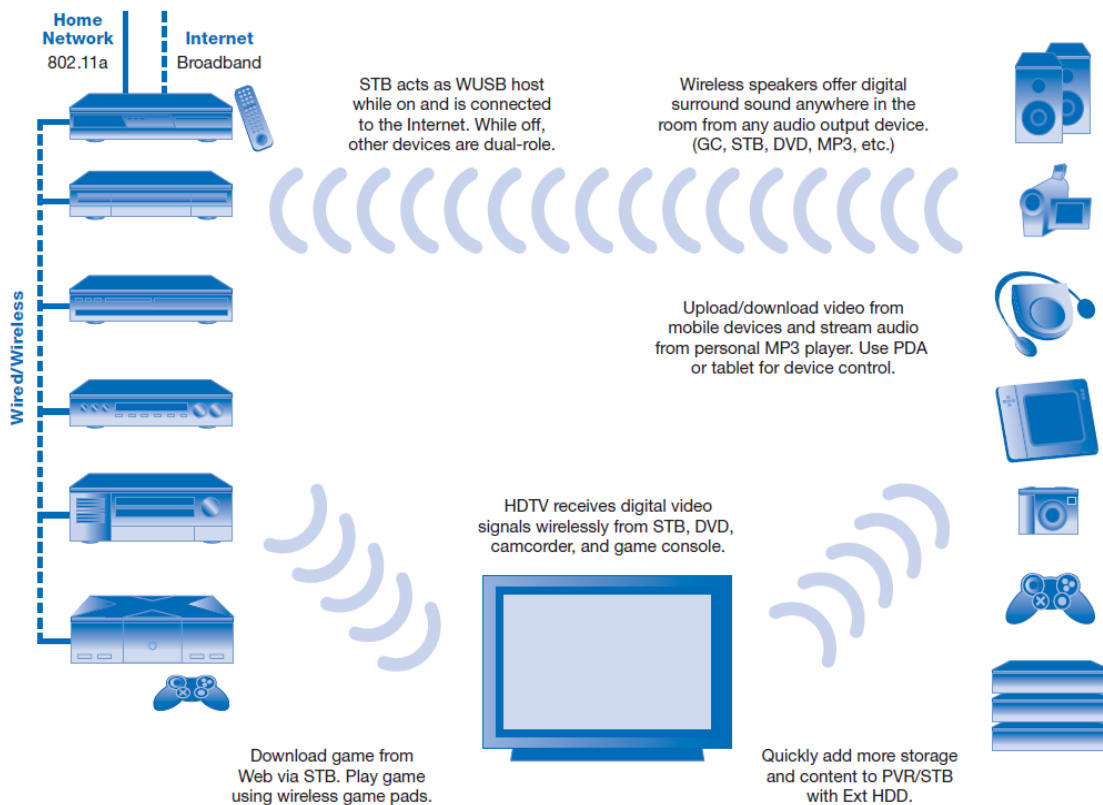 Home
Network
802.11a
Internet
Broadband
STB acts as WUSB host
while on and is connected
to the Internet. While off,
other devices are dual-role.
Wireless speakers offer digital
surround sound anywhere in the
room from any audio output device.
(GC, STB, DVD, MP3, etc.)
Wired/Wireless
Upload/download video from
mobile devices and stream audio
from personal MP3 player. Use PDA
or tablet for device control.
HDTV receives digital video
signals wirelessly from STB, DVD,
camcorder, and game console.
Download game from
Web via STB. Play game
using wireless game pads.
Quickly add more storage
and content to PVR/STB
with Ext HDD.